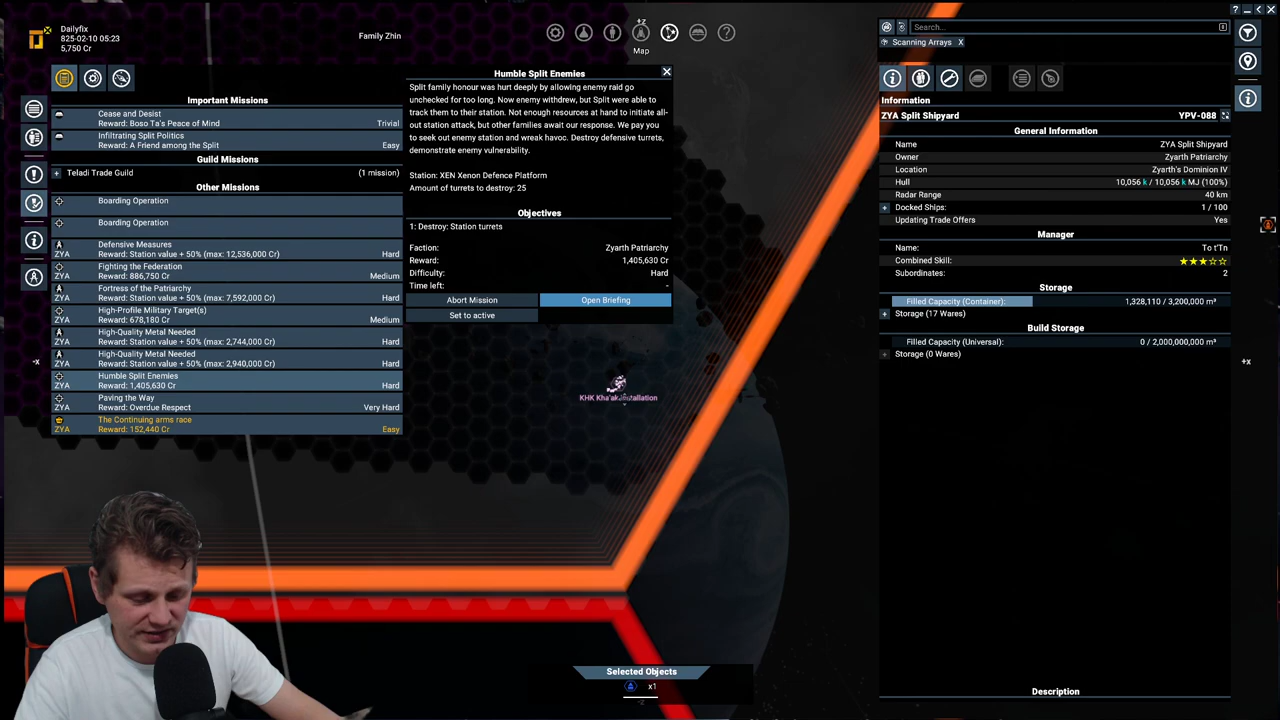 Dailyfix
825-02-10 05:23
5,750 Cr
Family Zhin
+Z
Map
?
Important Missions
Cease and Desist
Reward: Boso Ta's Peace of Mind
Trivial
Infiltrating Split Politics
Reward: A Friend among the Split
Easy
Guild Missions
+ Teladi Trade Guild
(1 mission)
Other Missions
Boarding Operation
Boarding Operation
Defensive Measures
ZYA Reward: Station value + 50% (max: 12,536,000 Cr)
Hard
Fighting the Federation
ZYA Reward: 886,750 Cr
Medium
Fortress of the Patriarchy
ZYA Reward: Station value + 50% (max: 7,592,000 Cr)
Hard
High-Profile Military Target(s)
ZYA Reward: 678,180 Cr
Medium
High-Quality Metal Needed
ZYA Reward: Station value + 50% (max: 2,744,000 Cr)
Hard
High-Quality Metal Needed
ZYA Reward: Station value + 50% (max: 2,940,000 Cr)
Hard
Humble Split Enemies
ZYA Reward: 1,405,630 Cr
Hard
Paving the Way
ZYA Reward: Overdue Respect
Very Hard
The Continuing arms race
ZYA Reward: 152,440 Cr
Easy
Humble Split Enemies
Split family honour was hurt deeply by allowing enemy raid go
unchecked for too long. Now enemy withdrew, but Split were able to
track them to their station. Not enough resources at hand to initiate all-
out station attack, but other families await our response. We pay you
to seek out enemy station and wreak havoc. Destroy defensive turrets,
demonstrate enemy vulnerability.
Station: XEN Xenon Defence Platform
Amount of turrets to destroy: 25
Objectives
1: Destroy: Station turrets
Faction:
Zyarth Patriarchy
Reward:
1,405,630 Cr
Difficulty:
Hard
Time left:
-
Abort Mission
Open Briefing
Set to active
-X
+X
KHK Kha'ak Installation
Selected Objects
x1
-Z
Search...
Scanning Arrays X
Information
ZYA Split Shipyard
YPV-088
General Information
Name
ZYA Split Shipyard
Owner
Zyarth Patriarchy
Location
Zyarth's Dominion IV
Hull
10,056 k / 10,056 k MJ (100%)
Radar Range
40 km
+ Docked Ships:
1 / 100
Updating Trade Offers
Yes
Manager
Name:
To t'Tn
Combined Skill:
Subordinates:
2
Storage
Filled Capacity (Container):
1,328,110 / 3,200,000 m³
+ Storage (17 Wares)
Build Storage
Filled Capacity (Universal):
0 / 2,000,000,000 m³
+ Storage (0 Wares)
Description